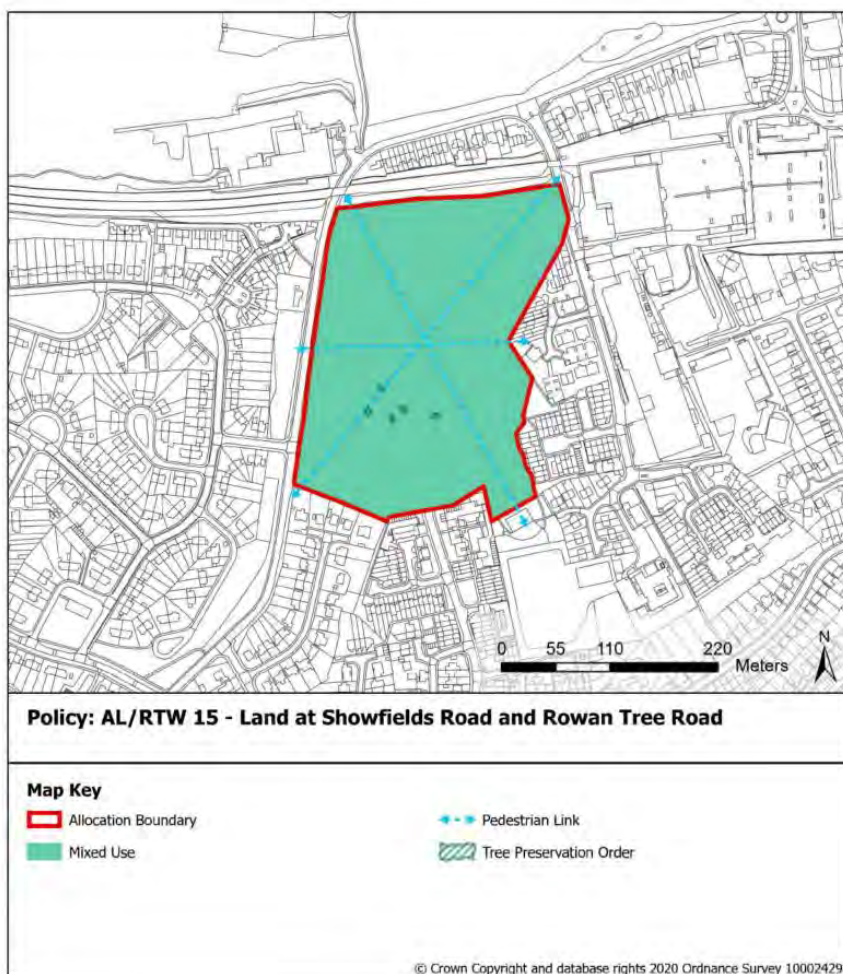 N
0 55 110 220
Meters
Policy: AL/RTW 15 - Land at Showfields Road and Rowan Tree Road
Map Key
Allocation Boundary
Pedestrian Link
Mixed Use
Tree Preservation Order
© Crown Copyright and database rights 2020 Ordnance Survey 10002429